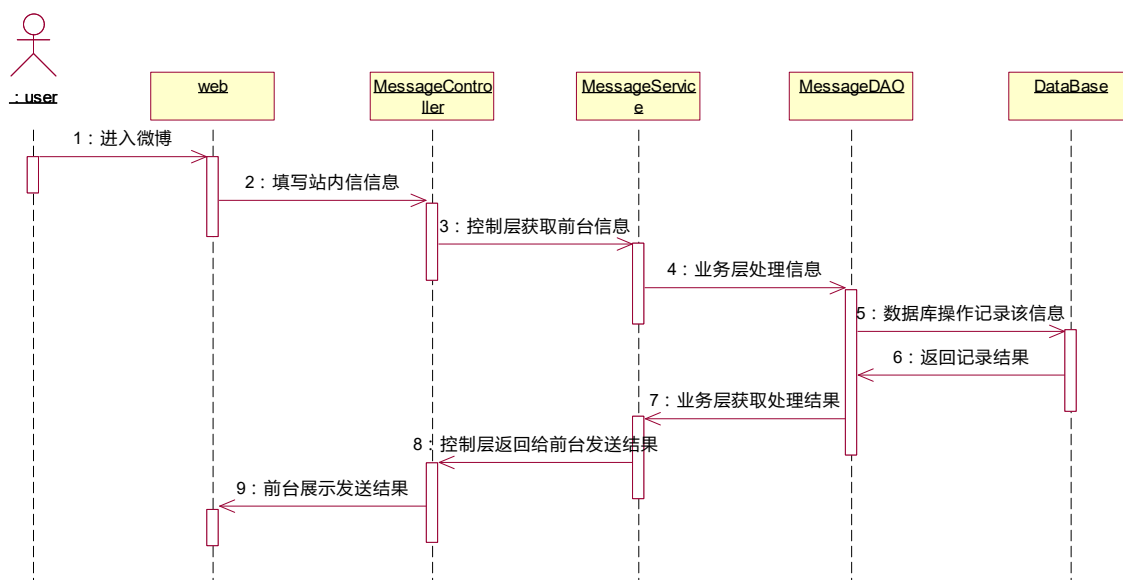 : user
web
MessageContro
ller
MessageServic
e
MessageDAO
DataBase
1：进入微博
2：填写站内信信息
3：控制层获取前台信息
4：业务层处理信息
5：数据库操作记录该信息
6：返回记录结果
7：业务层获取处理结果
8：控制层返回给前台发送结果
9：前台展示发送结果